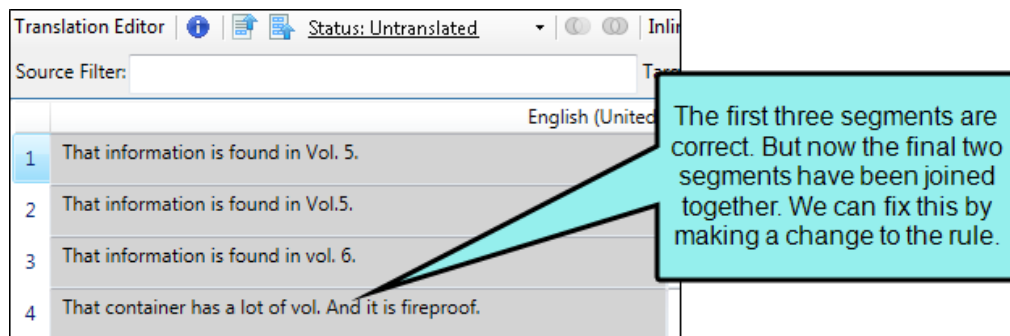 Translation Editor Status: Untranslated
Source Filter:
English (United
1 That information is found in Vol. 5.
2 That information is found in Vol.5.
3 That information is found in vol. 6.
4 That container has a lot of vol. And it is fireproof.
The first three segments are
correct. But now the final two
segments have been joined
together. We can fix this by
making a change to the rule.